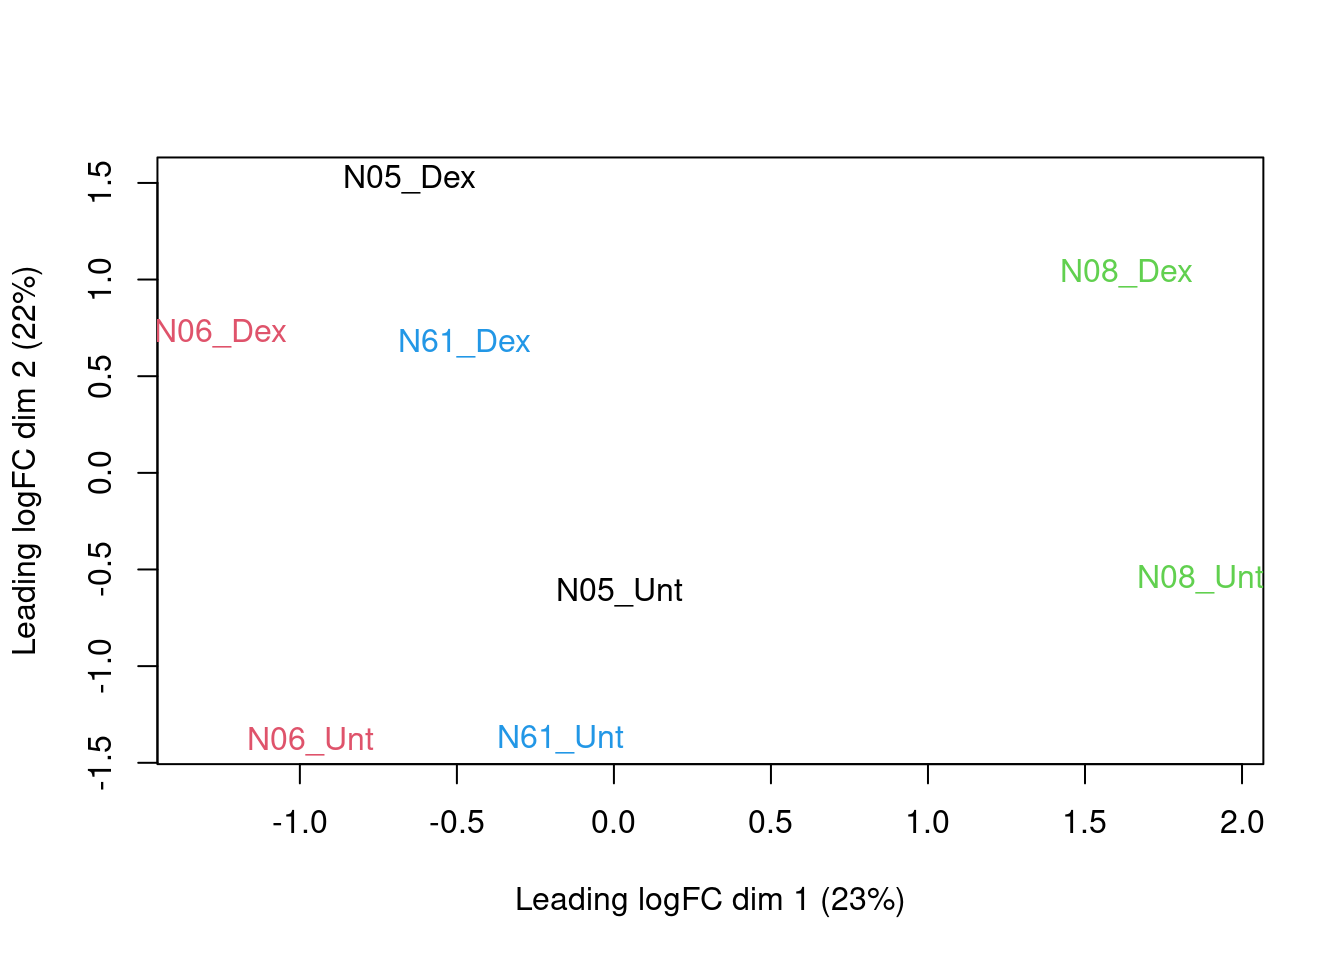 N05_Dex
N08_Dex
N06_Dex
N61_Dex
N05_Unt
N08_Unt
N06_Unt
N61_Unt
1.5
1.0
0.5
0.0
-0.5
-1.0
-1.5
Leading logFC dim 2 (22%)
-1.0 -0.5 0.0 0.5 1.0 1.5 2.0
Leading logFC dim 1 (23%)